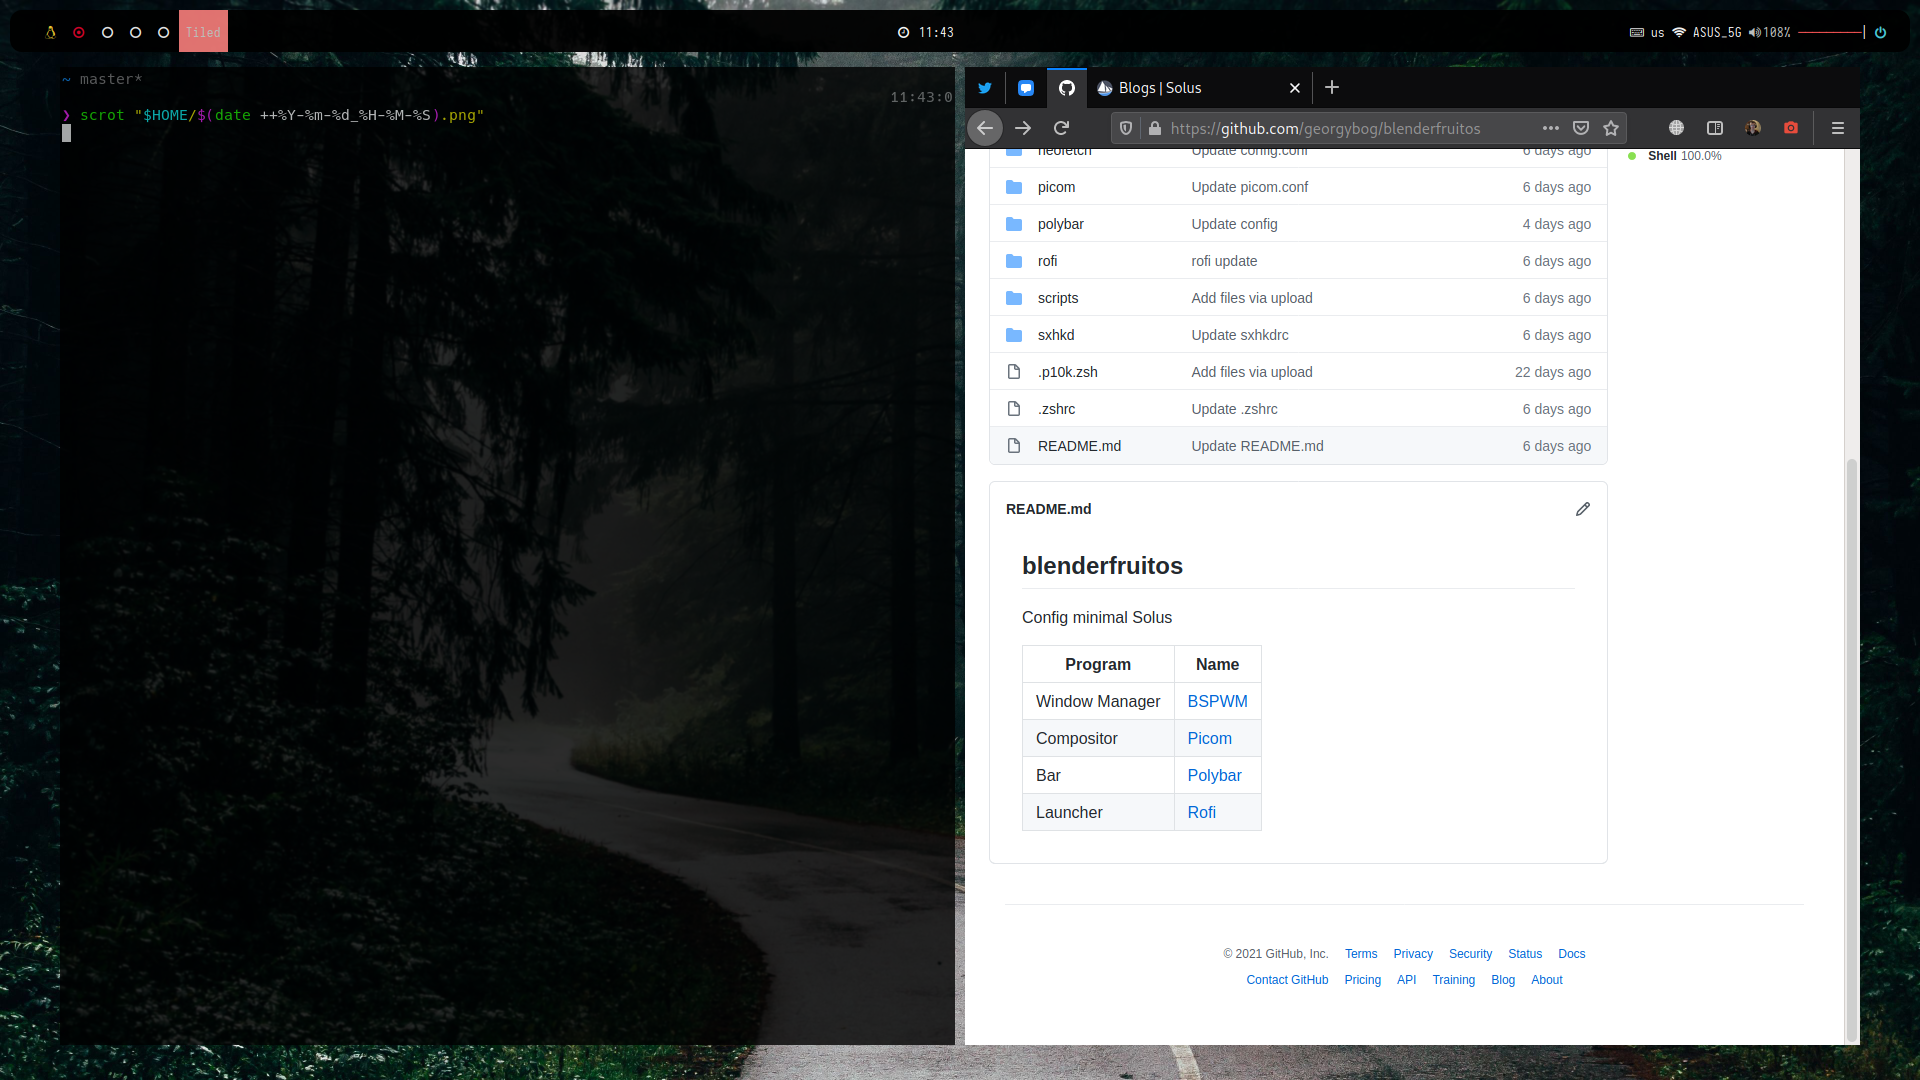 Tiled
11:43
us ASUS_5G 108%
~ master*
11:43:0
❯ scrot "$HOME/$(date ++%Y-%m-%d_%H-%M-%S).png"
Blogs | Solus
https://github.com/georgybog/blenderfruitos
neofetch Update config.conf 6 days ago
Shell 100.0%
picom Update picom.conf 6 days ago
polybar Update config 4 days ago
rofi rofi update 6 days ago
scripts Add files via upload 6 days ago
sxhkd Update sxhkdrc 6 days ago
.p10k.zsh Add files via upload 22 days ago
.zshrc Update .zshrc 6 days ago
README.md Update README.md 6 days ago
README.md
blenderfruitos
Config minimal Solus
Program Name
Window Manager BSPWM
Compositor Picom
Bar Polybar
Launcher Rofi
© 2021 GitHub, Inc. Terms Privacy Security Status Docs
Contact GitHub Pricing API Training Blog About